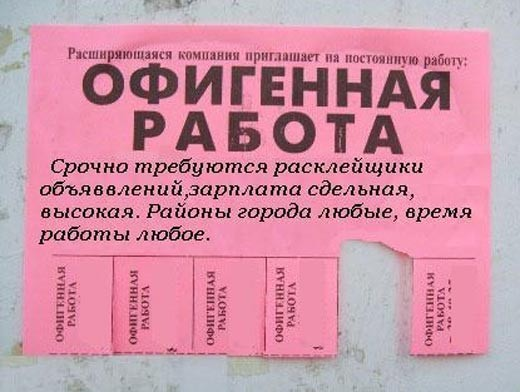 Расширяющаяся компания приглашает на постоянную работу:
ОФИГЕННАЯ
РАБОТА
Срочно требуются расклейщики
объяввлений,зарплата сдельная,
высокая. Районы города любые, время
работы любое.
ОФИГЕННАЯ
РАБОТА
ОФИГЕННАЯ
РАБОТА
ОФИГЕННАЯ
РАБОТА
ОФИГЕННАЯ
РАБОТА
ОФИГЕННАЯ
РАБОТА